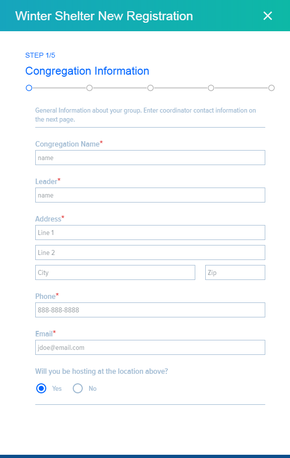 Winter Shelter New Registration
STEP 1/5
Congregation Information
General Information about your group. Enter coordinator contact information on
the next page.
Congregation Name*
name
Leader*
name
Address*
Line 1
Line 2
City Zip
Phone*
888-888-8888
Email*
jdoe@email.com
Will you be hosting at the location above?
Yes No